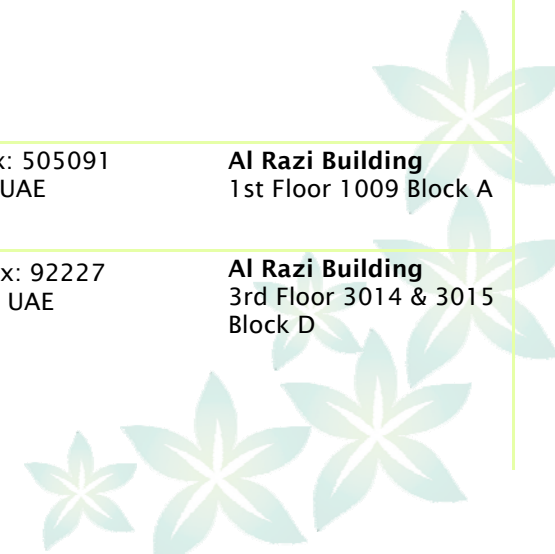 x: 505091
UAE
Al Razi Building
1st Floor 1009 Block A
x: 92227
UAE
Al Razi Building
3rd Floor 3014 & 3015
Block D